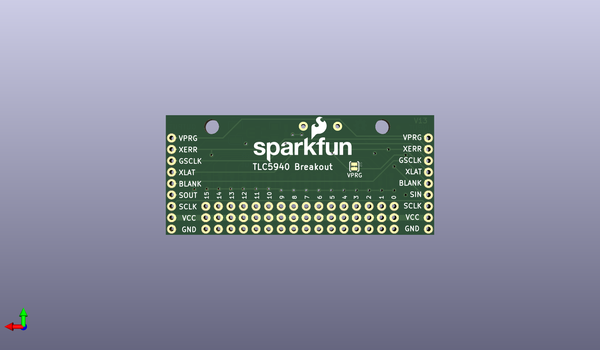 sparkfun
TLC5940 Breakout
VPRG
VPRG
XERR
GSCLK
XLAT
BLANK
SOUT
SCLK
VCC
GND
VPRG
XERR
GSCLK
XLAT
BLANK
SIN
SCLK
VCC
GND
15 14 13 12 11 10 9 8 7 6 5 4 3 2 1 0